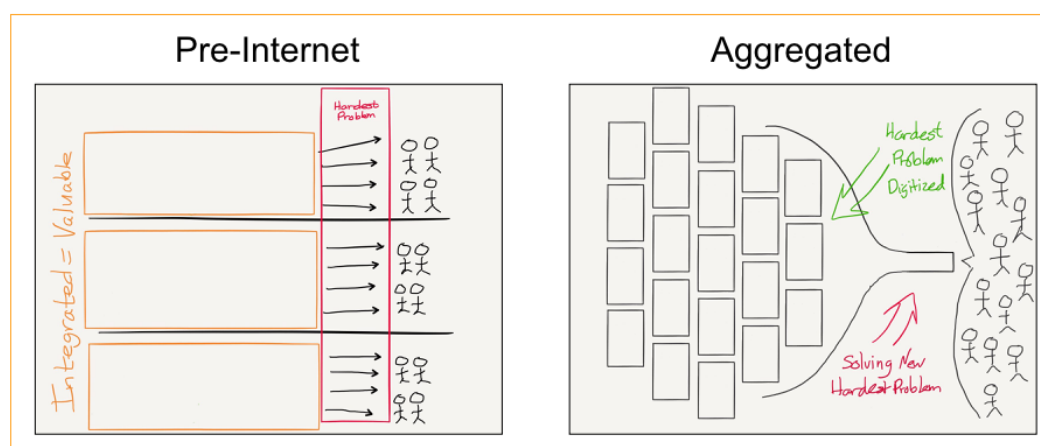 Pre-Internet
Aggregated
Integrated = Valuable
Hardest
Problem
Hardest
Problem
Digitized
Solving New
Hardest Problem